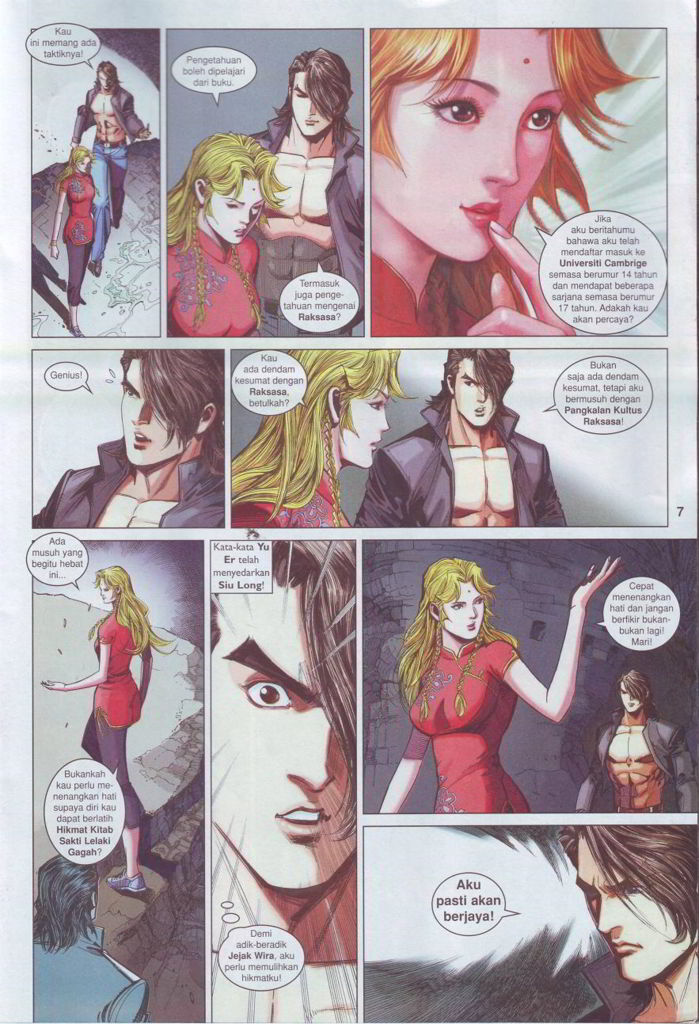 Kau
ini memang ada
taktiknya!
Pengetahuan
boleh dipelajari
dari buku.
Termasuk
juga penge-
tahuan mengenai
Raksasa?
Jika
aku beritahumu
bahawa aku telah
mendaftar masuk ke
Universiti Cambrige
semasa berumur 14 tahun
dan mendapat beberapa
sarjana semasa berumur
17 tahun. Adakah kau
akan percaya?
Genius!
Kau
ada dendam
kesumat dengan
Raksasa,
betulkah?
Bukan
saja ada dendam
kesumat, tetapi aku
bermusuh dengan
Pangkalan Kultus
Raksasa!
7
Ada
musuh yang
begitu hebat
ini...
Bukankah
kau perlu me-
nenangkan hati
supaya diri kau
dapat berlatih
Hikmat Kitab
Sakti Lelaki
Gagah?
Kata-kata Yu
Er telah
menyedarkan
Siu Long!
Demi
adik-beradik
Jejak Wira, aku
perlu memulihkan
hikmatku!
Cepat
menenangkan
hati dan jangan
berfikir bukan-
bukan lagi!
Mari!
Aku
pasti akan
berjaya!